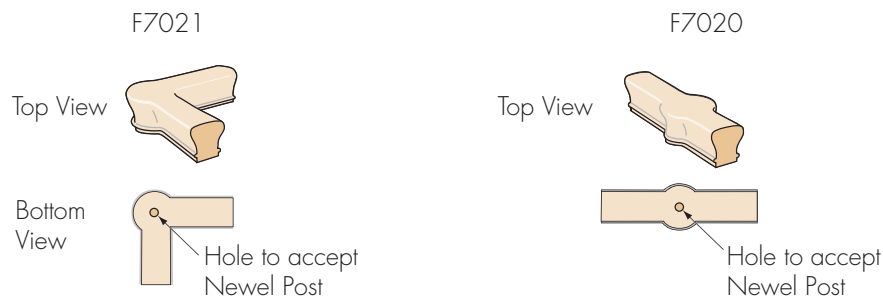 F7021
Top View
Bottom
View
Hole to accept
Newel Post
F7020
Top View
Hole to accept
Newel Post